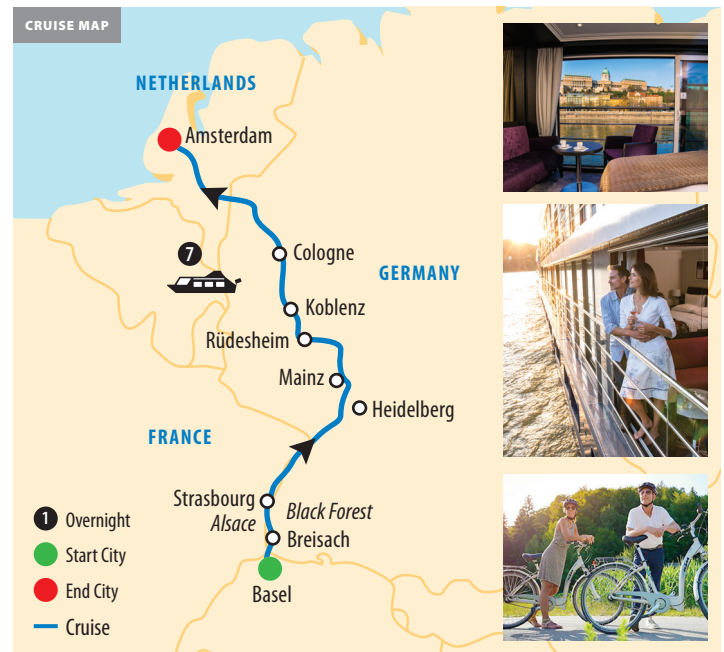 CRUISE MAP
NETHERLANDS
Amsterdam
7
Cologne
GERMANY
Koblenz
Rüdesheim
Mainz
Heidelberg
FRANCE
Strasbourg
Alsace
Black Forest
Breisach
Basel
1 Overnight
Start City
End City
Cruise